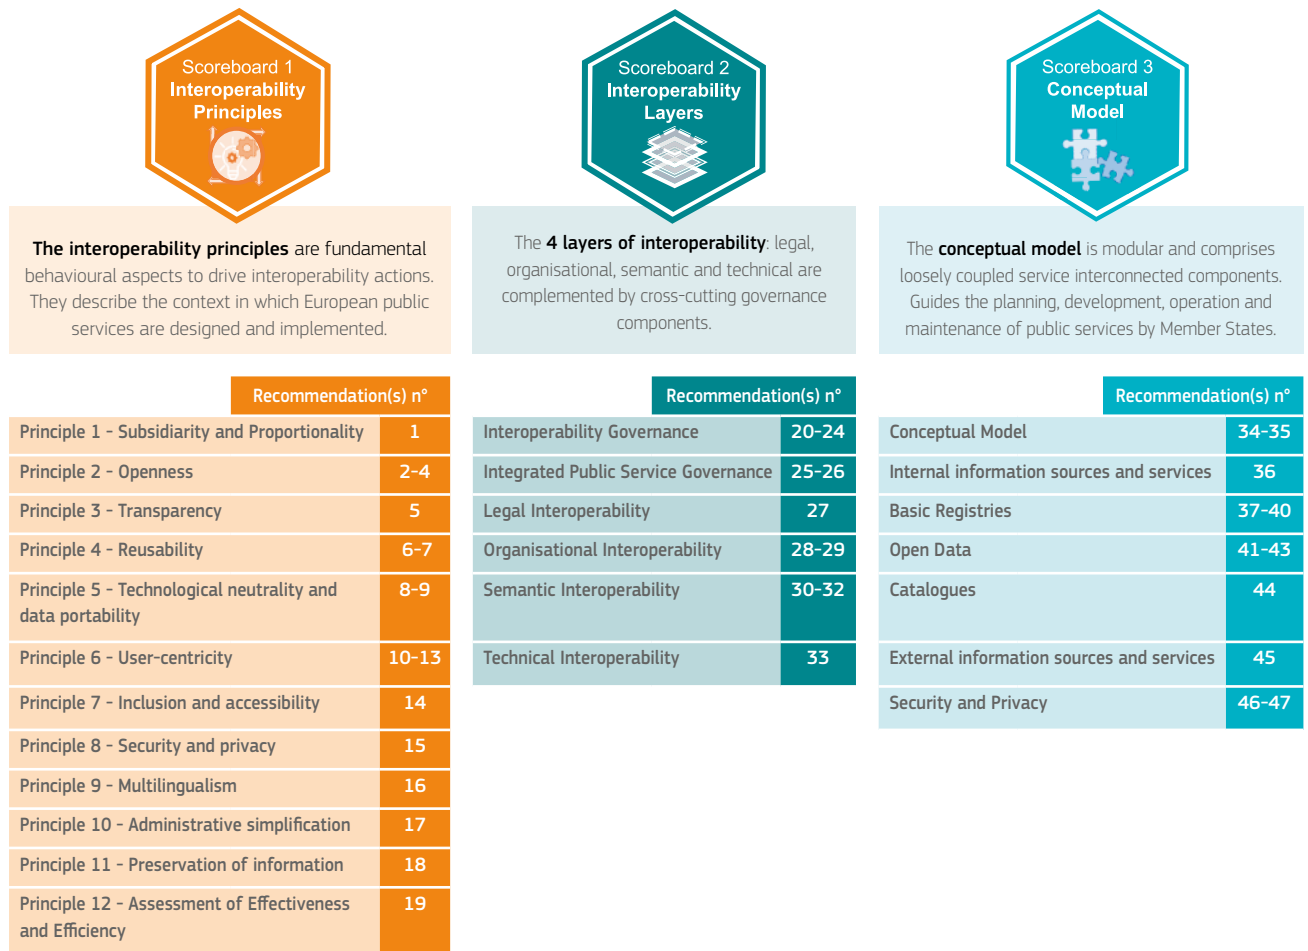 Scoreboard 1
Interoperability
Principles
The interoperability principles are fundamental
behavioural aspects to drive interoperability actions.
They describe the context in which European public
services are designed and implemented.
Recommendation(s) n°
Principle 1 - Subsidiarity and Proportionality 1
Principle 2 - Openness 2-4
Principle 3 - Transparency 5
Principle 4 - Reusability 6-7
Principle 5 - Technological neutrality and 8-9
data portability
Principle 6 - User-centricity 10-13
Principle 7 - Inclusion and accessibility 14
Principle 8 - Security and privacy 15
Principle 9 - Multilingualism 16
Principle 10 - Administrative simplification 17
Principle 11 - Preservation of information 18
Principle 12 - Assessment of Effectiveness 19
and Efficiency
Scoreboard 2
Interoperability
Layers
The 4 layers of interoperability: legal,
organisational, semantic and technical are
complemented by cross-cutting governance
components.
Recommendation(s) n°
Interoperability Governance 20-24
Integrated Public Service Governance 25-26
Legal Interoperability 27
Organisational Interoperability 28-29
Semantic Interoperability 30-32
Technical Interoperability 33
Scoreboard 3
Conceptual
Model
The conceptual model is modular and comprises
loosely coupled service interconnected components.
Guides the planning, development, operation and
maintenance of public services by Member States.
Recommendation(s) n°
Conceptual Model 34-35
Internal information sources and services 36
Basic Registries 37-40
Open Data 41-43
Catalogues 44
External information sources and services 45
Security and Privacy 46-47